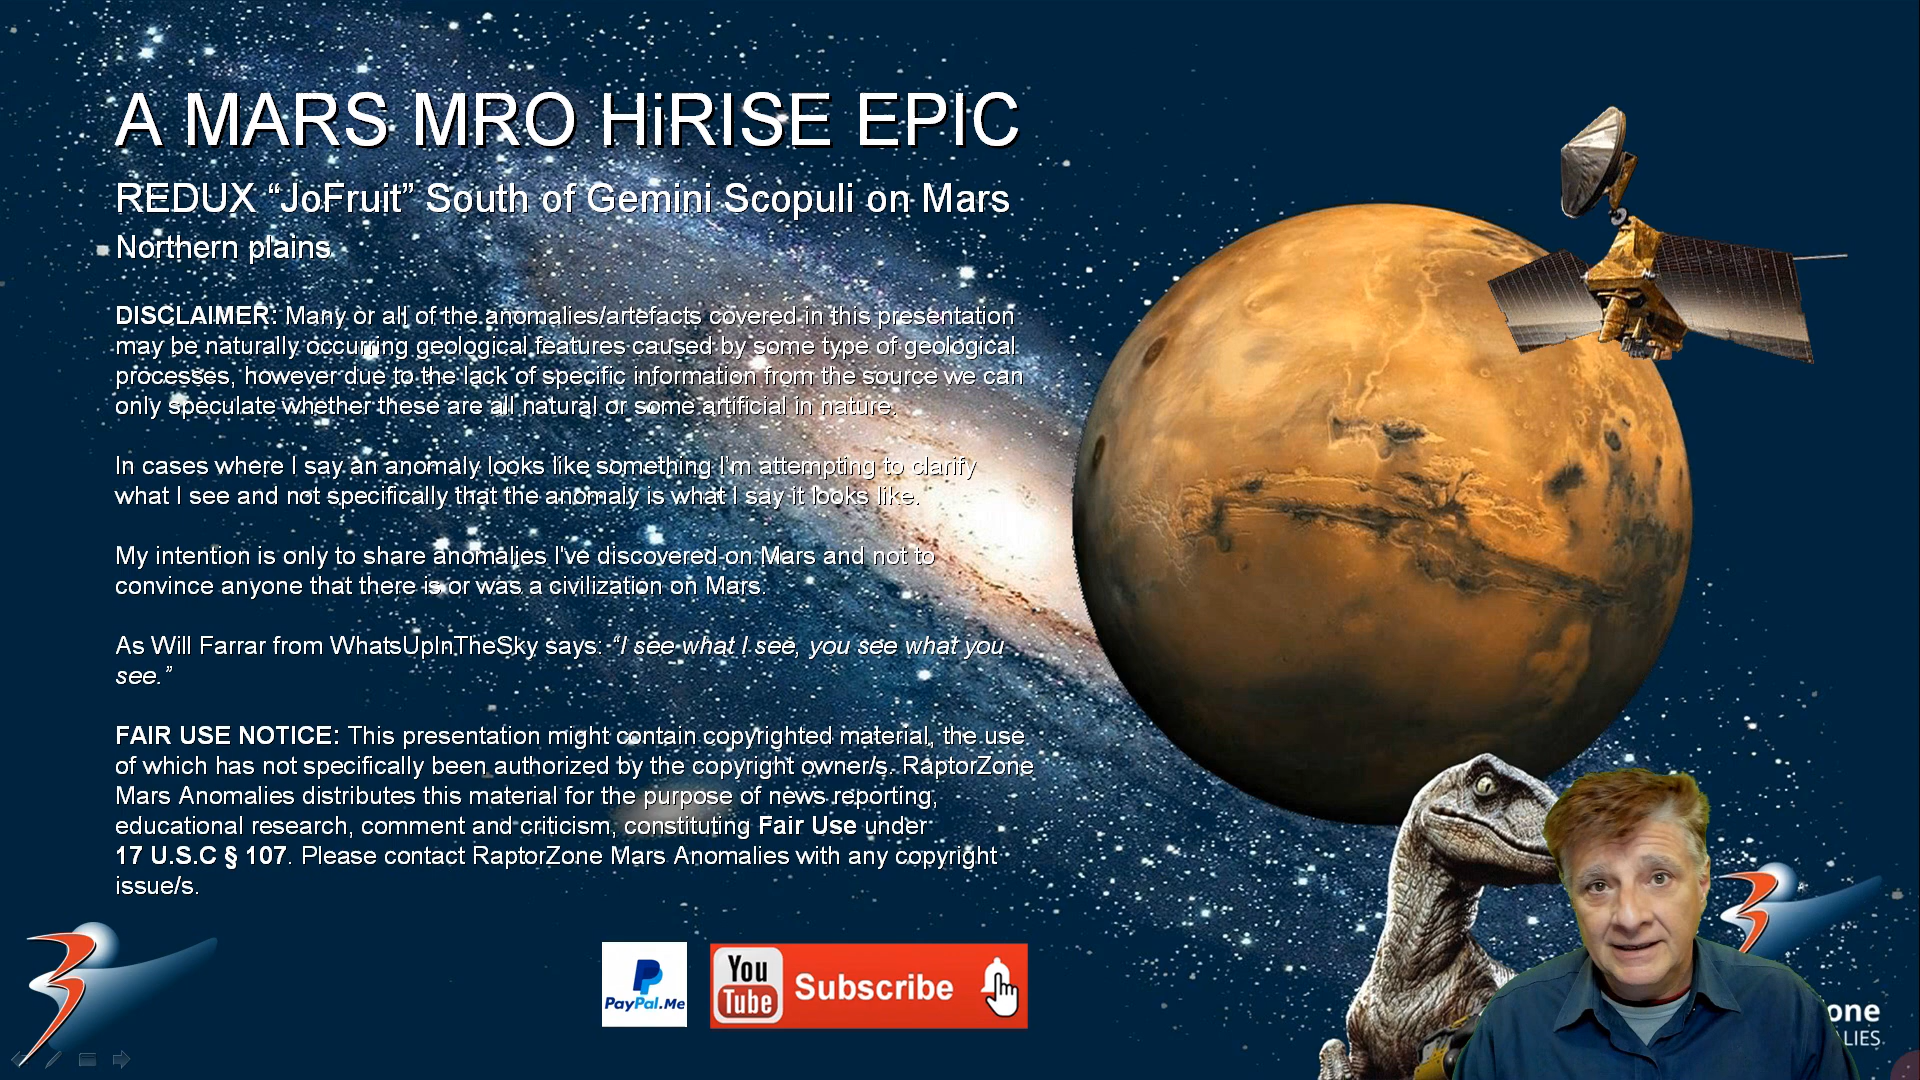 A MARS MRO HiRISE EPIC
REDUX “JoFruit” South of Gemini Scopuli on Mars
Northern plains
DISCLAIMER: Many or all of the anomalies/artefacts covered in this presentation
may be naturally occurring geological features caused by some type of geological
processes, however due to the lack of specific information from the source we can
only speculate whether these are all natural or some artificial in nature.
In cases where I say an anomaly looks like something I'm attempting to clarify
what I see and not specifically that the anomaly is what I say it looks like.
My intention is only to share anomalies I've discovered on Mars and not to
convince anyone that there is or was a civilization on Mars.
As Will Farrar from WhatsUpInTheSky says: “I see what I see, you see what you
see.”
FAIR USE NOTICE: This presentation might contain copyrighted material, the use
of which has not specifically been authorized by the copyright owner/s. RaptorZone
Mars Anomalies distributes this material for the purpose of news reporting,
educational research, comment and criticism, constituting Fair Use under
17 U.S.C § 107. Please contact RaptorZone Mars Anomalies with any copyright
issue/s.
PayPal.Me
You
Tube
Subscribe
one
LIES